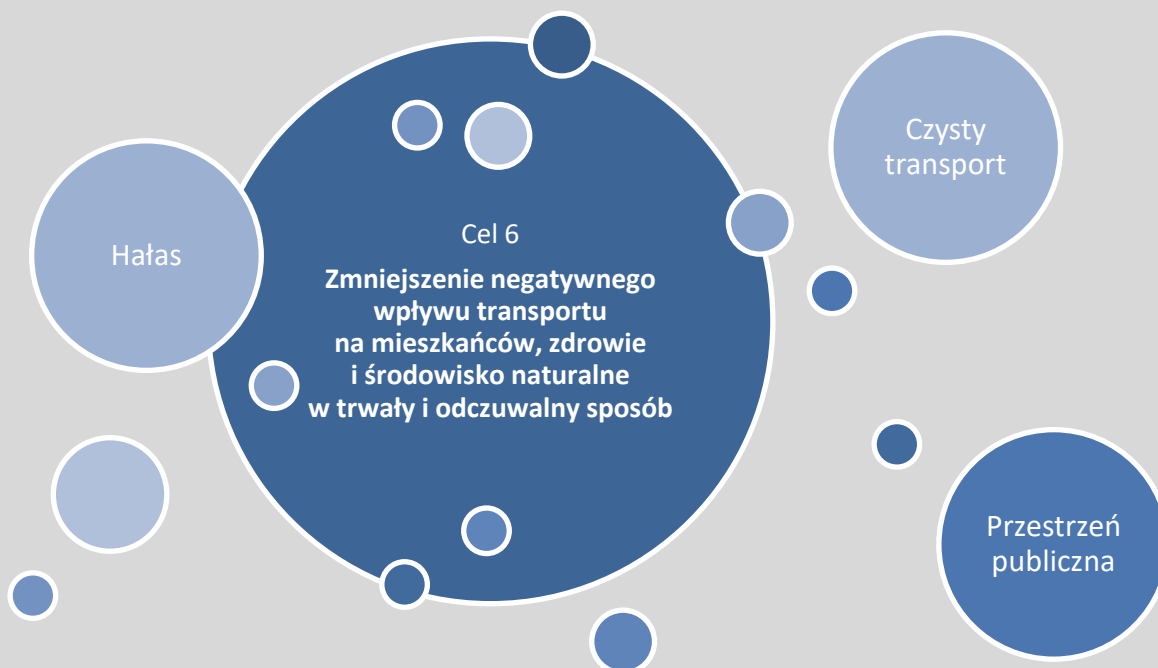 Czysty
transport
Hałas
Cel 6
Zmniejszenie negatywnego
wpływu transportu
na mieszkańców, zdrowie
i środowisko naturalne
w trwały i odczuwalny sposób
Przestrzeń
publiczna